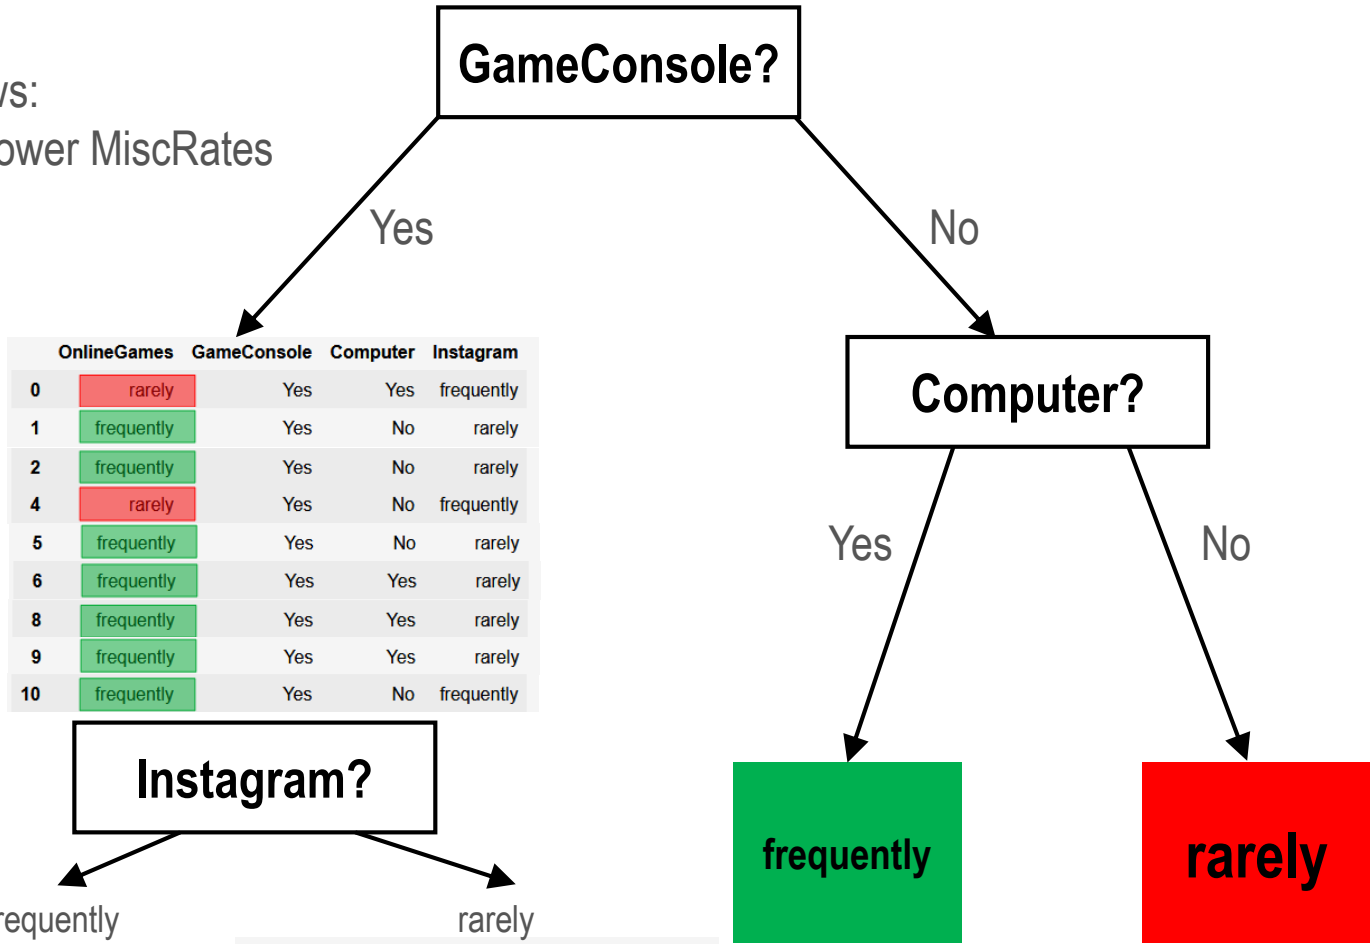 GameConsole?
ws:
ower MiscRates
Yes
No
OnlineGames GameConsole Computer Instagram
0 rarely Yes Yes frequently
1 frequently Yes No rarely
2 frequently Yes No rarely
4 rarely Yes No frequently
5 frequently Yes No rarely
6 frequently Yes Yes rarely
8 frequently Yes Yes rarely
9 frequently Yes Yes rarely
10 frequently Yes No frequently
Computer?
Yes
No
Instagram?
frequently
rarely
requently
rarely